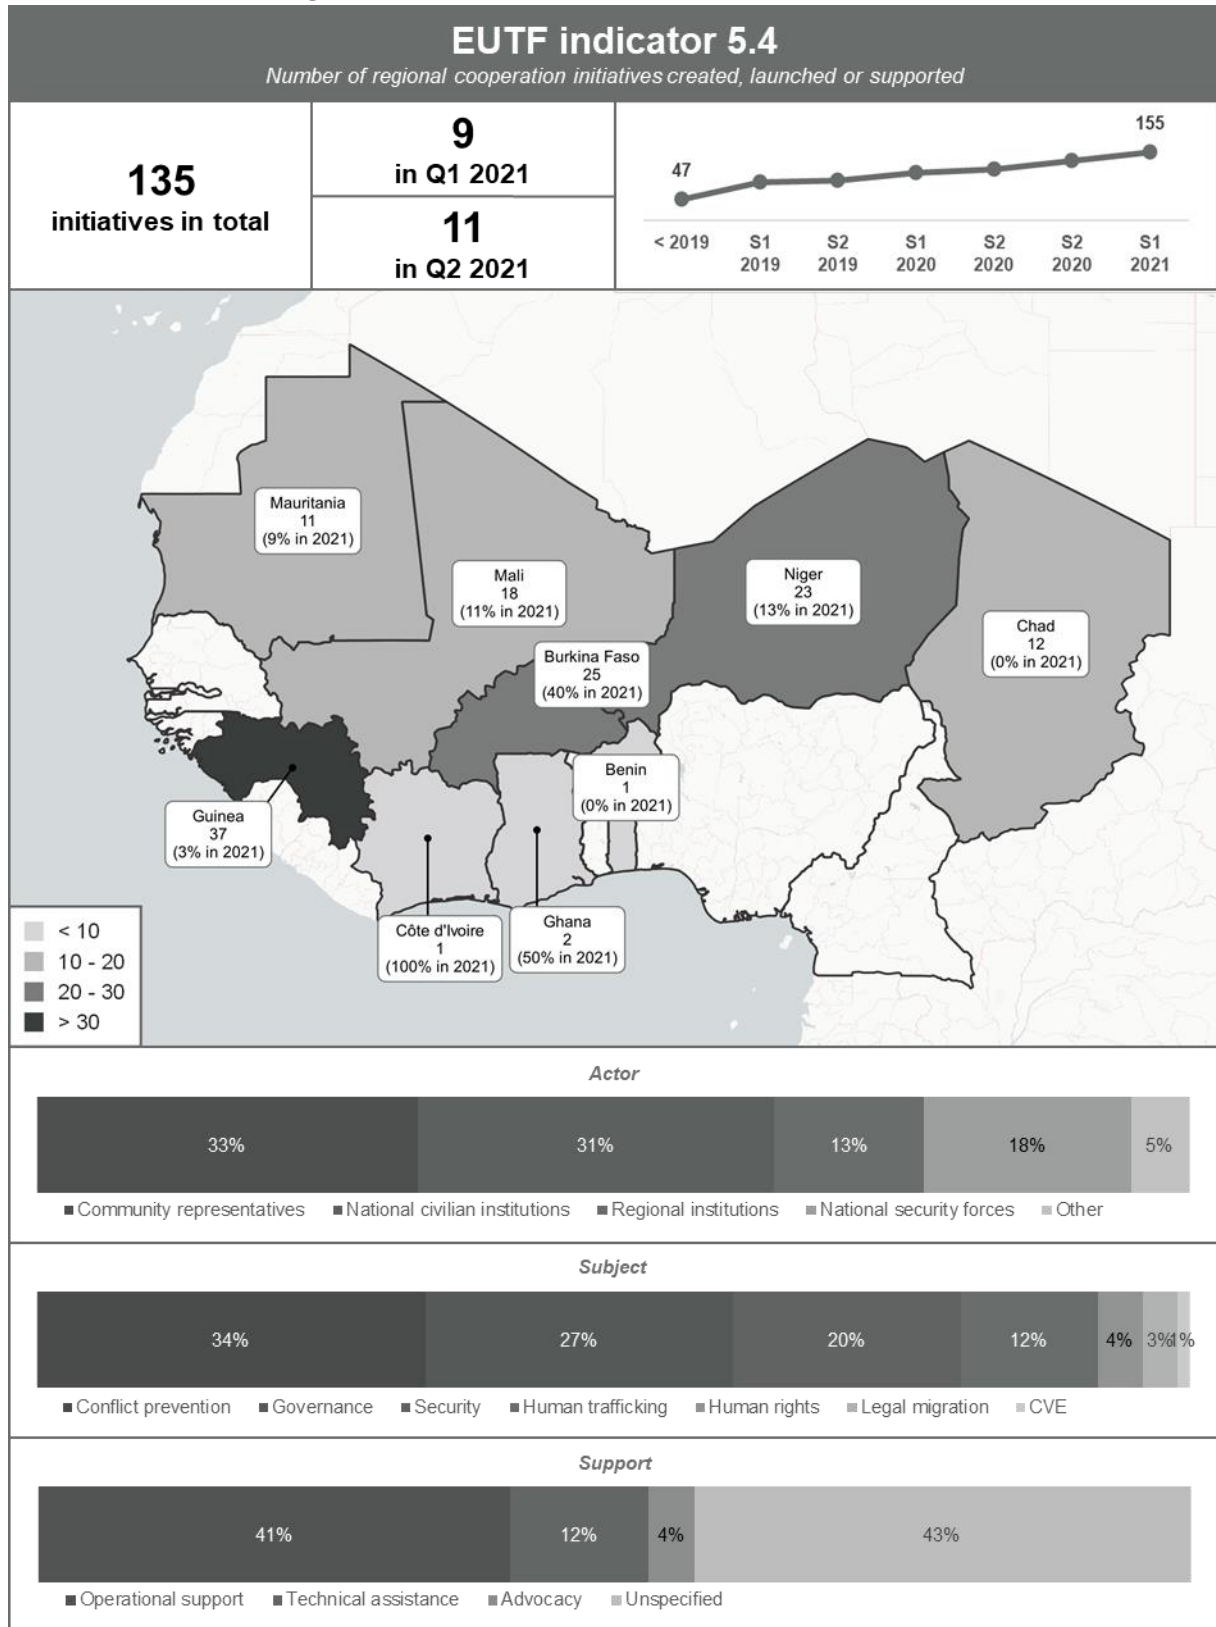 EUTF indicator 5.4
Number of regional cooperation initiatives created, launched or supported
135
initiatives in total
9
in Q1 2021
11
in Q2 2021
47
155
< 2019 S1 S2 S1 S2 S2 S1
2019 2019 2020 2020 2020 2021
Mauritania
11
(9% in 2021)
Mali
18
(11% in 2021)
Niger
23
(13% in 2021)
Chad
12
(0% in 2021)
Burkina Faso
25
(40% in 2021)
Benin
1
(0% in 2021)
Guinea
37
(3% in 2021)
Côte d'Ivoire
1
(100% in 2021)
Ghana
2
(50% in 2021)
< 10
10 - 20
20 - 30
> 30
Actor
33% 31% 13% 18% 5%
Community representatives National civilian institutions Regional institutions National security forces Other
Subject
34% 27% 20% 12% 4% 3% 1%
Conflict prevention Governance Security Human trafficking Human rights Legal migration CVE
Support
41% 12% 4% 43%
Operational support Technical assistance Advocacy Unspecified